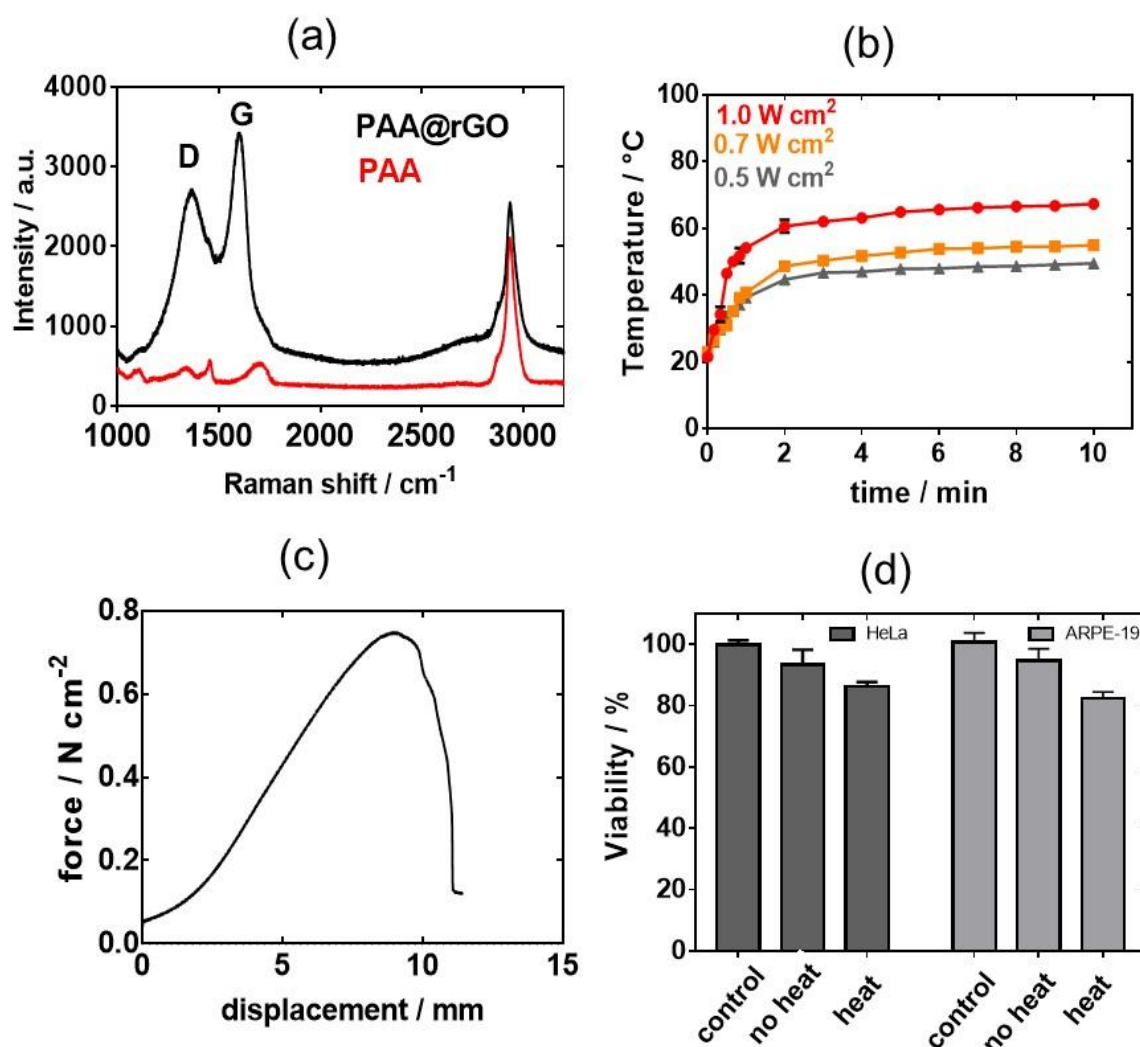 (a)
4000
3000
2000
1000
0
Intensity / a.u.
D
G
PAA@rGO
PAA
1000 1500 2000 2500 3000
Raman shift / cm-1
(b)
100
80
60
40
20
0
Temperature / °C
1.0 W cm2
0.7 W cm2
0.5 W cm2
0 2 4 6 8 10
time / min
(c)
0.8
0.6
0.4
0.2
0.0
force / N cm-2
0 5 10 15
displacement / mm
(d)
100
80
60
40
20
0
Viability / %
HeLa
ARPE-19
control no heat heat control no heat heat